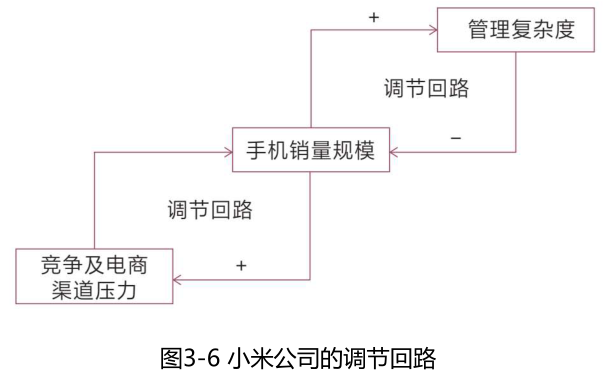 +
管理复杂度
调节回路
手机销量规模
−
调节回路
竞争及电商
渠道压力
+
图3-6 小米公司的调节回路